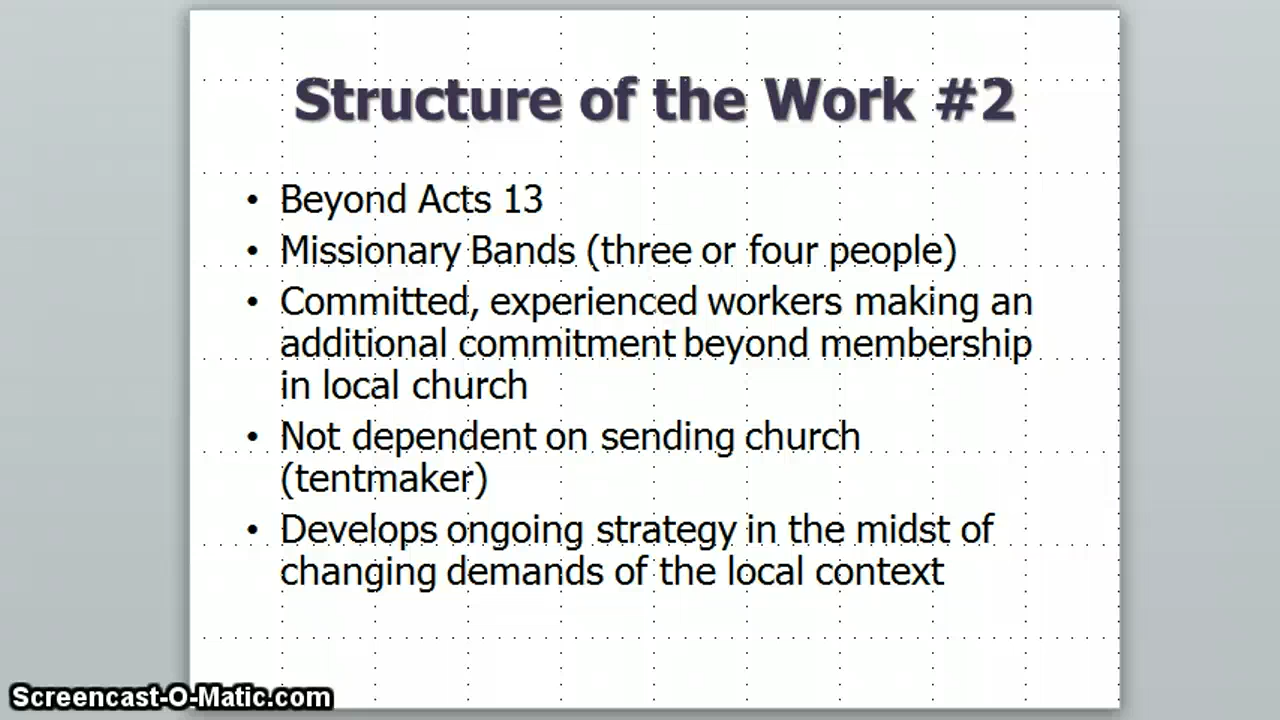 Structure of the Work #2
• Beyond Acts 13
• Missionary Bands (three or four people)
• Committed, experienced workers making an
additional commitment beyond membership
in local church
• Not dependent on sending church
(tentmaker)
• Develops ongoing strategy in the midst of
changing demands of the local context
Screencast-O-Matic.com